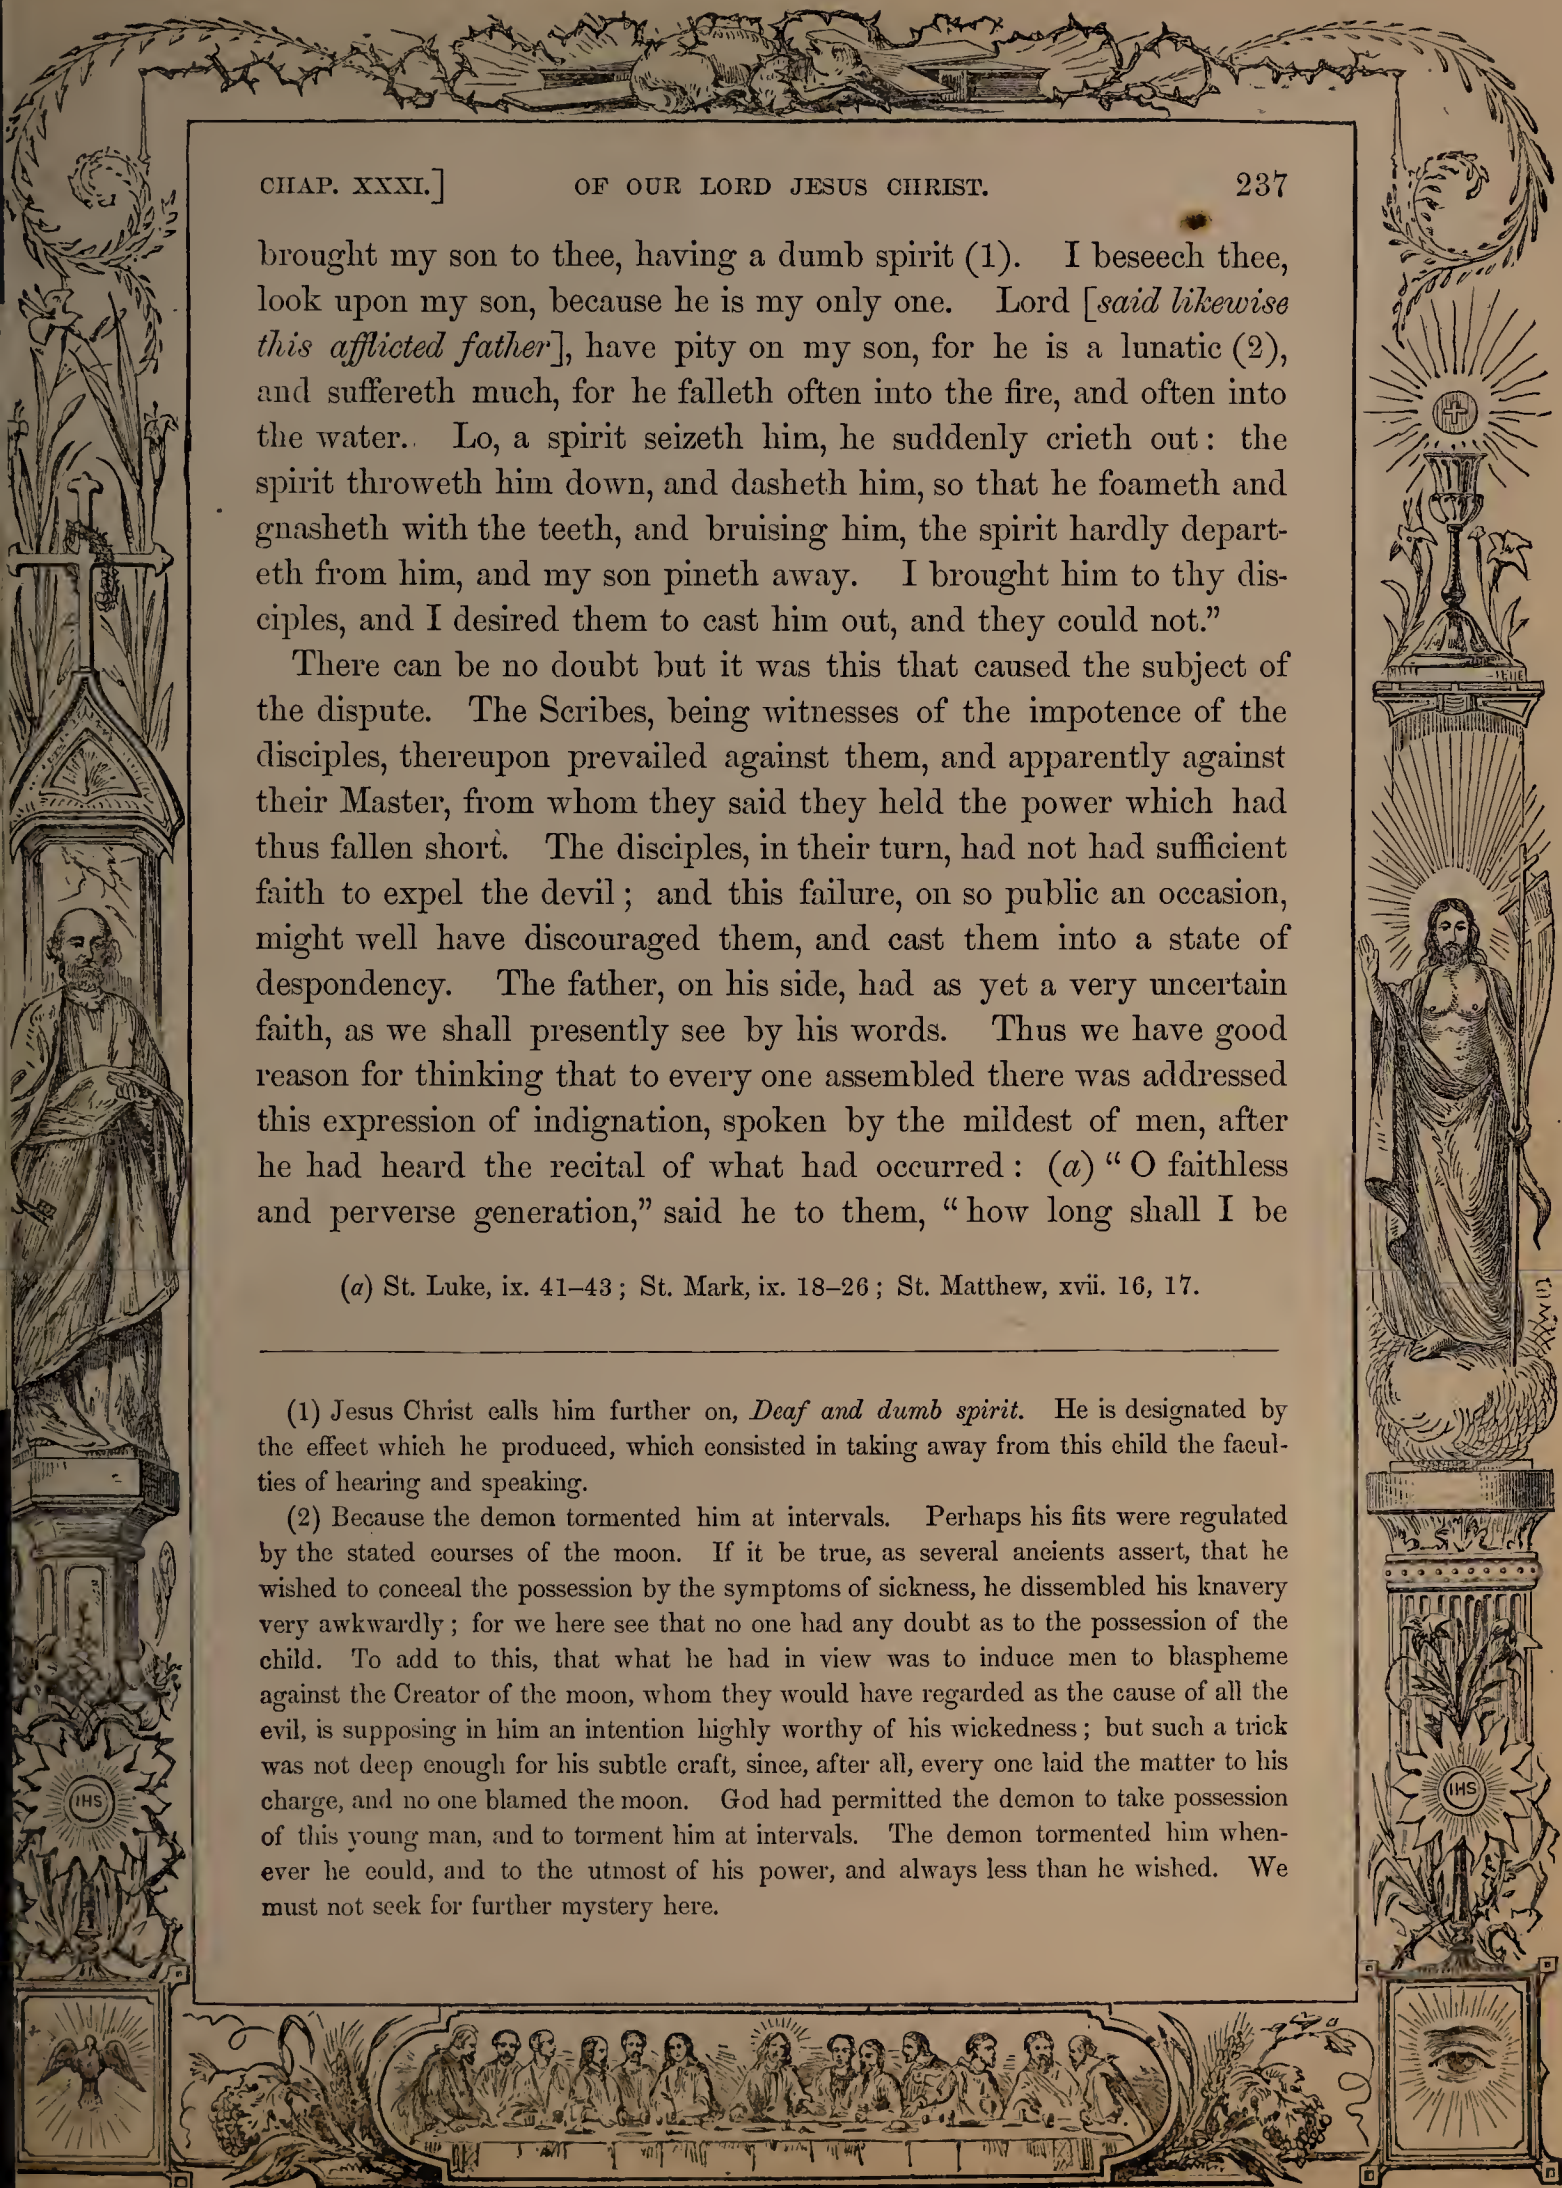 CHAP. XXXI.] OF OUR LORD JESUS CHRIST. 237
brought my son to thee, having a dumb spirit (1). I beseech thee,
look upon my son, because he is my only one. Lord [said likewise
this afflicted father], have pity on my son, for he is a lunatic (2),
and suffereth much, for he falleth often into the fire, and often into
the water. Lo, a spirit seizeth him, he suddenly crieth out: the
spirit throweth him down, and dasheth him, so that he foameth and
gnasheth with the teeth, and bruising him, the spirit hardly depart-
eth from him, and my son pineth away. I brought him to thy dis-
ciples, and I desired them to cast him out, and they could not.”
There can be no doubt but it was this that caused the subject of
the dispute. The Scribes, being witnesses of the impotence of the
disciples, thereupon prevailed against them, and apparently against
their Master, from whom they said they held the power which had
thus fallen short. The disciples, in their turn, had not had sufficient
faith to expel the devil; and this failure, on so public an occasion,
might well have discouraged them, and cast them into a state of
despondency. The father, on his side, had as yet a very uncertain
faith, as we shall presently see by his words. Thus we have good
reason for thinking that to every one assembled there was addressed
this expression of indignation, spoken by the mildest of men, after
he had heard the recital of what had occurred: (a) “O faithless
and perverse generation,” said he to them, “how long shall I be
(a) St. Luke, ix. 41–43; St. Mark, ix. 18–26; St. Matthew, xvii. 16, 17.
(1) Jesus Christ calls him further on, Deaf and dumb spirit. He is designated by
the effect which he produced, which consisted in taking away from this child the facul-
ties of hearing and speaking.
(2) Because the demon tormented him at intervals. Perhaps his fits were regulated
by the stated courses of the moon. If it be true, as several ancients assert, that he
wished to conceal the possession by the symptoms of sickness, he dissembled his knavery
very awkwardly; for we here see that no one had any doubt as to the possession of the
child. To add to this, that what he had in view was to induce men to blaspheme
against the Creator of the moon, whom they would have regarded as the cause of all the
evil, is supposing in him an intention highly worthy of his wickedness; but such a trick
was not deep enough for his subtle craft, since, after all, every one laid the matter to his
charge, and no one blamed the moon. God had permitted the demon to take possession
of this young man, and to torment him at intervals. The demon tormented him when-
ever he could, and to the utmost of his power, and always less than he wished. We
must not seek for further mystery here.
IHS
IHS